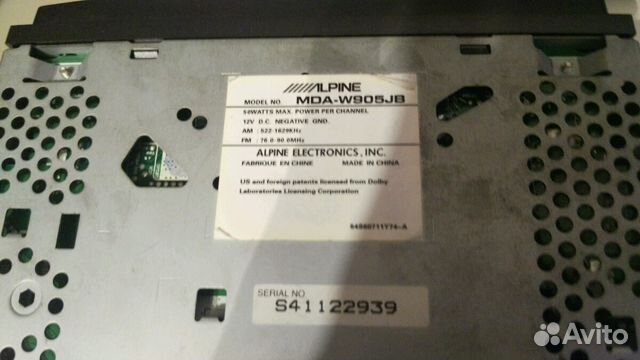 ALPINE
MODEL NO. MDA-W905JB
50WATTS MAX. POWER PER CHANNEL
12V D.C. NEGATIVE GND.
AM : 522-1629KHz
FM : 76.0-90.0MHz
ALPINE ELECTRONICS, INC.
FABRIQUE EN CHINE MADE IN CHINA
US and foreign patents licensed from Dolby
Laboratories Licensing Corporation
SERIAL NO
S41122939
Avito